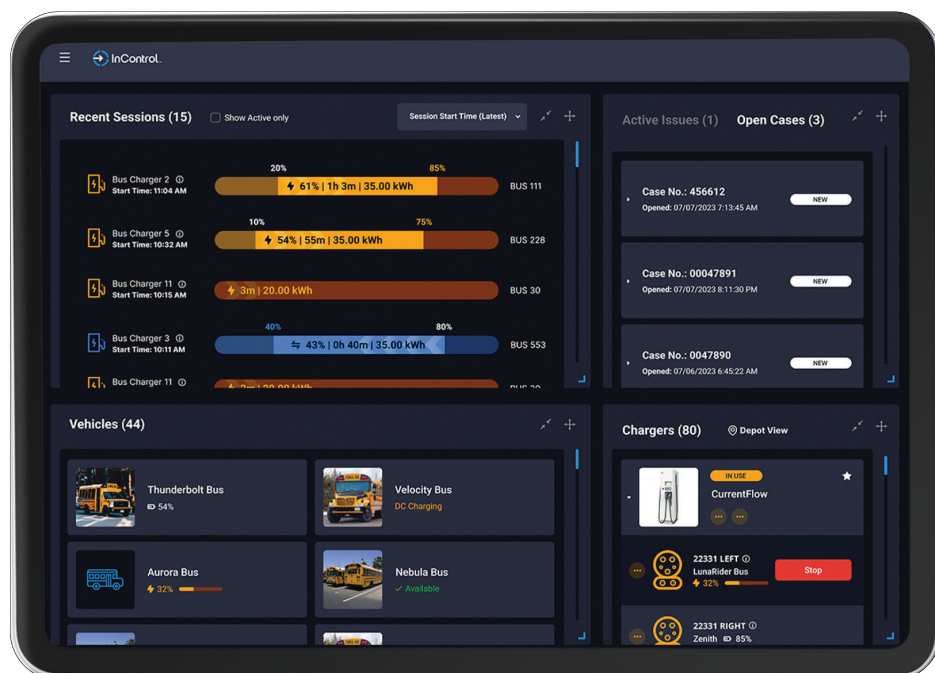 InControl.
Recent Sessions (15)
Show Active only
Session Start Time (Latest)
20%
85%
Bus Charger 2
Start Time: 11:04 AM
61% | 1h 3m | 35.00 kWh
BUS 111
10%
75%
Bus Charger 5
Start Time: 10:32 AM
54% | 55m | 35.00 kWh
BUS 228
Bus Charger 11
Start Time: 10:15 AM
3m | 20.00 kWh
BUS 30
40%
80%
Bus Charger 3
Start Time: 10:11 AM
43% | 0h 40m | 35.00 kWh
BUS 553
Bus Charger 11
3m | 20.00 kWh
BUS 30
Active Issues (1)
Open Cases (3)
Case No.: 456612
Opened: 07/07/2023 7:13:45 AM
NEW
Case No.: 00047891
Opened: 07/07/2023 8:11:30 PM
NEW
Case No.: 0047890
Opened: 07/06/2023 6:45:22 AM
NEW
Vehicles (44)
Thunderbolt Bus
54%
Velocity Bus
DC Charging
Aurora Bus
32%
Nebula Bus
Available
Chargers (80)
Depot View
IN USE
CurrentFlow
22331 LEFT
LunaRider Bus
32%
Stop
22331 RIGHT
Zenith
85%